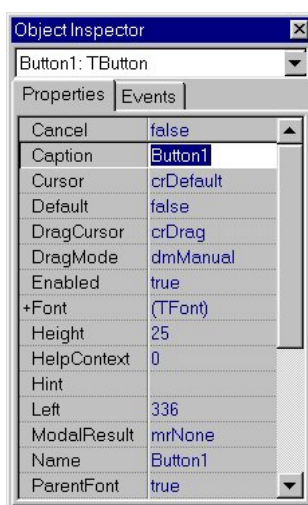 Object Inspector
Button1: TButton
Properties Events
Cancel false
Caption Button1
Cursor crDefault
Default false
DragCursor crDrag
DragMode dmManual
Enabled true
+Font (TFont)
Height 25
HelpContext 0
Hint
Left 336
ModalResult mrNone
Name Button1
ParentFont true